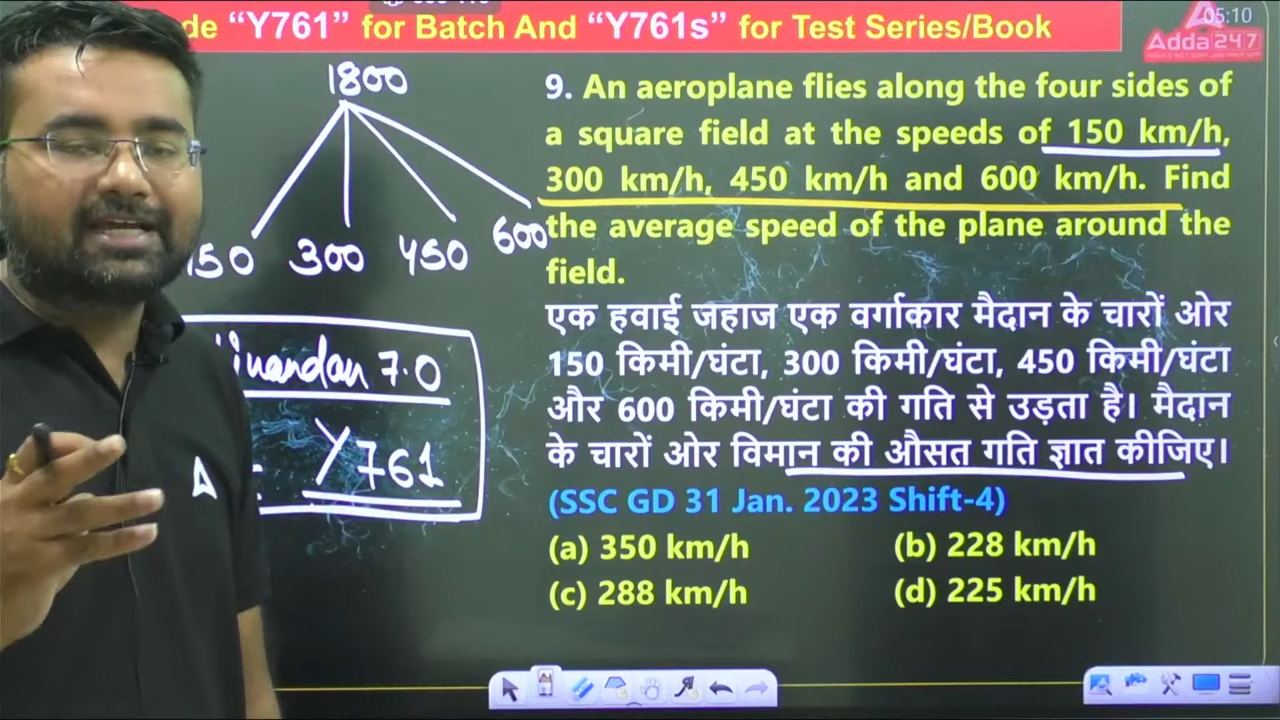 de “Y761” for Batch And “Y761s” for Test Series/Book
05:10
Adda247
1800
150 300 450 600
7.0
Y761
9. An aeroplane flies along the four sides of
a square field at the speeds of 150 km/h,
300 km/h, 450 km/h and 600 km/h. Find
the average speed of the plane around the
field.
एक हवाई जहाज एक वर्गाकार मैदान के चारों ओर
150 किमी/घंटा, 300 किमी/घंटा, 450 किमी/घंटा
और 600 किमी/घंटा की गति से उड़ता है। मैदान
के चारों ओर विमान की औसत गति ज्ञात कीजिए।
(SSC GD 31 Jan. 2023 Shift-4)
(a) 350 km/h (b) 228 km/h
(c) 288 km/h (d) 225 km/h